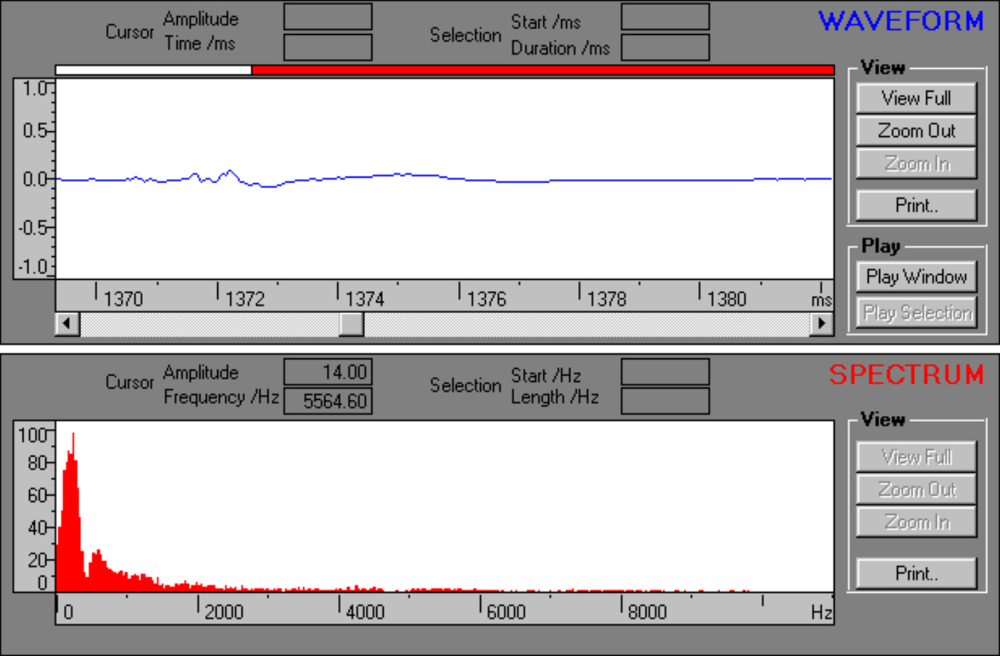 Cursor Amplitude Selection Start /ms WAVEFORM
Time /ms Duration /ms
View
View Full
Zoom Out
Zoom In
Print..
Play
Play Window
Play Selection
1.0
0.5
0.0
-0.5
-1.0
1370 1372 1374 1376 1378 1380 ms
Cursor Amplitude 14.00 Selection Start /Hz SPECTRUM
Frequency /Hz 5564.60 Length /Hz
View
View Full
Zoom Out
Zoom In
Print..
100
80
60
40
20
0
0 2000 4000 6000 8000 Hz